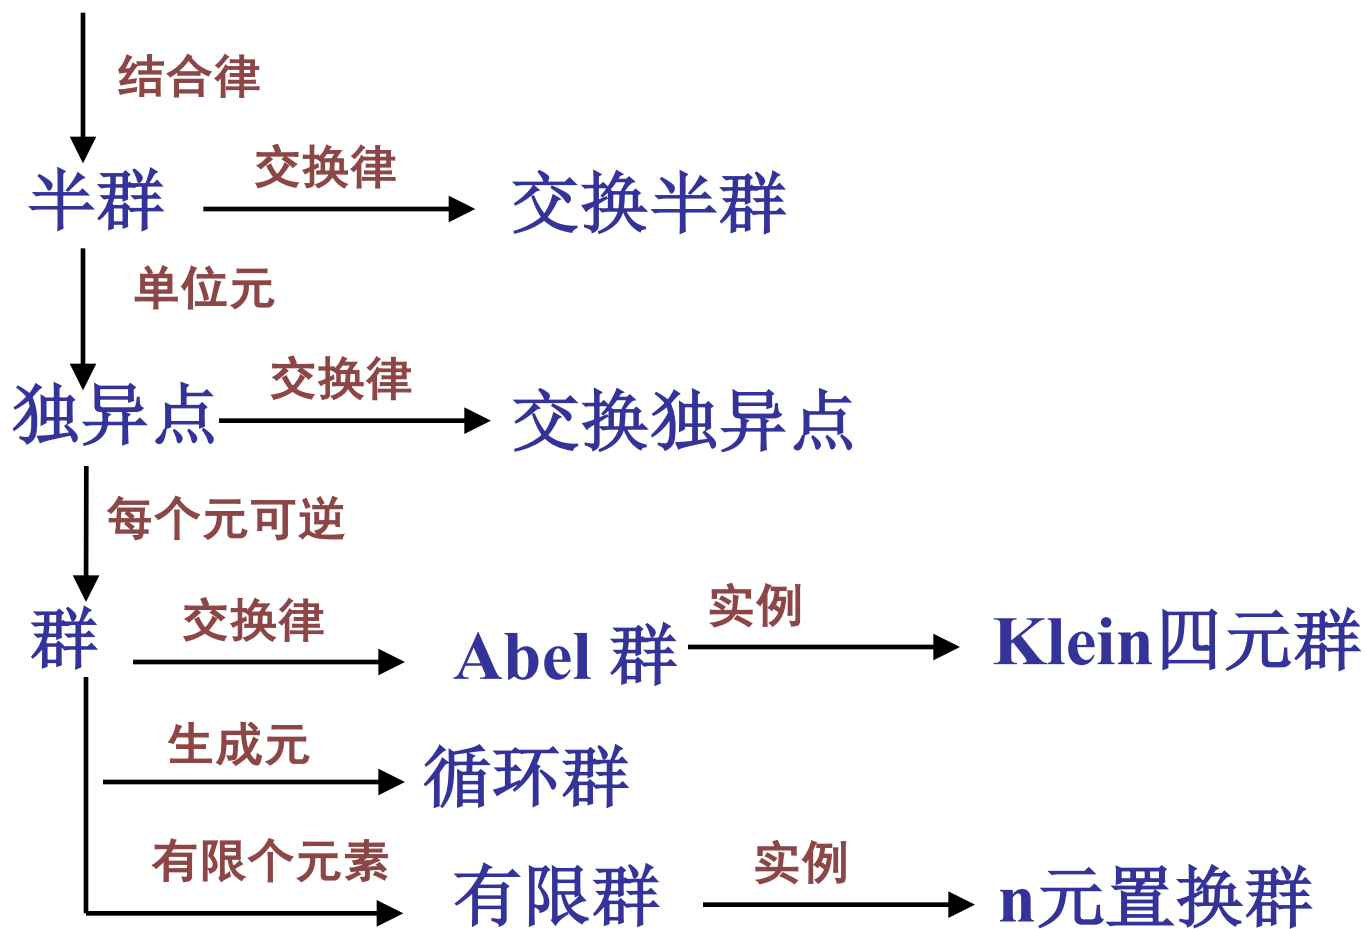 结合律
半群
交换律
交换半群
单位元
独异点
交换律
交换独异点
每个元可逆
群
交换律
Abel 群
实例
Klein四元群
生成元
循环群
有限个元素
有限群
实例
n元置换群